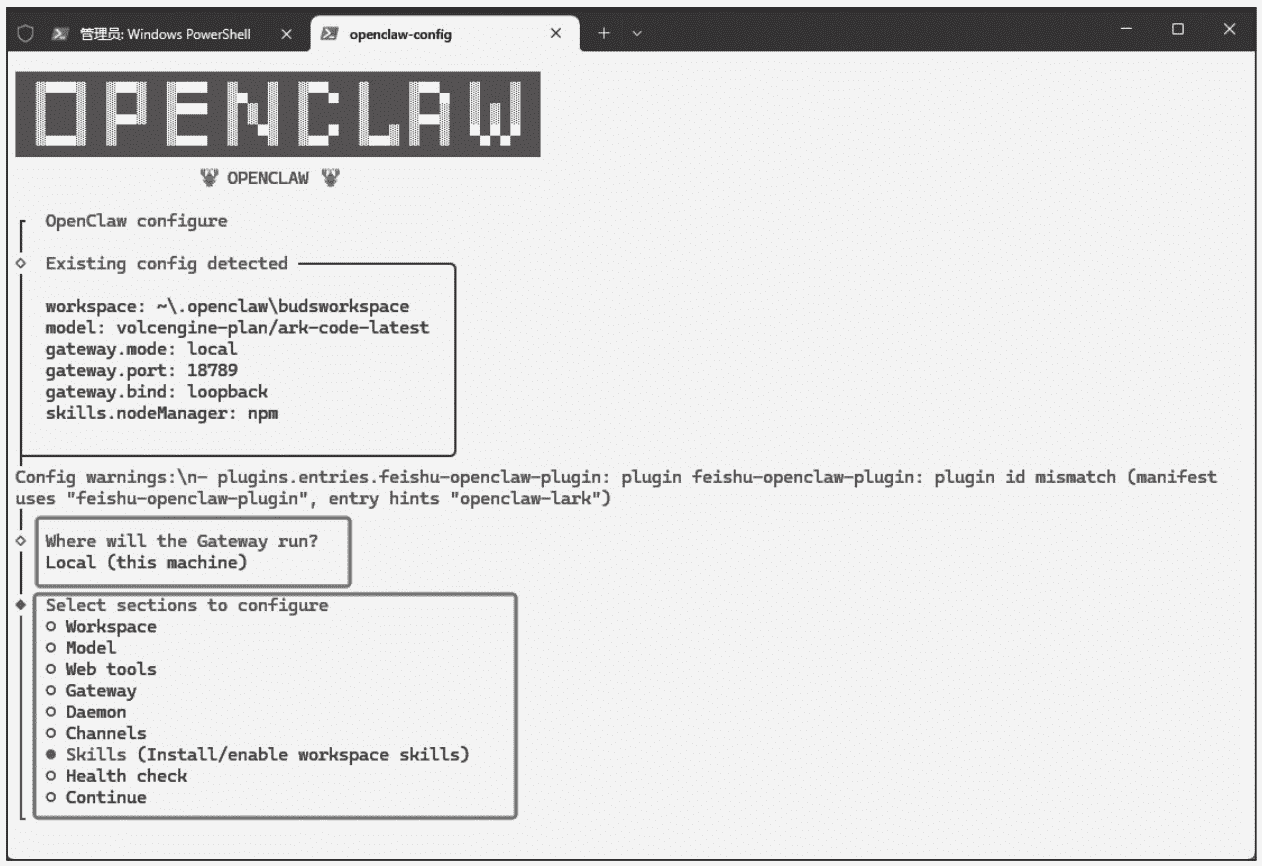 管理员: Windows PowerShell
openclaw-config
OPENCLAW
OPENCLAW
OpenClaw configure
Existing config detected
workspace: ~\.openclaw\budsworkspace
model: volcengine-plan/ark-code-latest
gateway.mode: local
gateway.port: 18789
gateway.bind: loopback
skills.nodeManager: npm
Config warnings:\n- plugins.entries.feishu-openclaw-plugin: plugin feishu-openclaw-plugin: plugin id mismatch (manifest
uses "feishu-openclaw-plugin", entry hints "openclaw-lark")
Where will the Gateway run?
Local (this machine)
Select sections to configure
Workspace
Model
Web tools
Gateway
Daemon
Channels
Skills (Install/enable workspace skills)
Health check
Continue